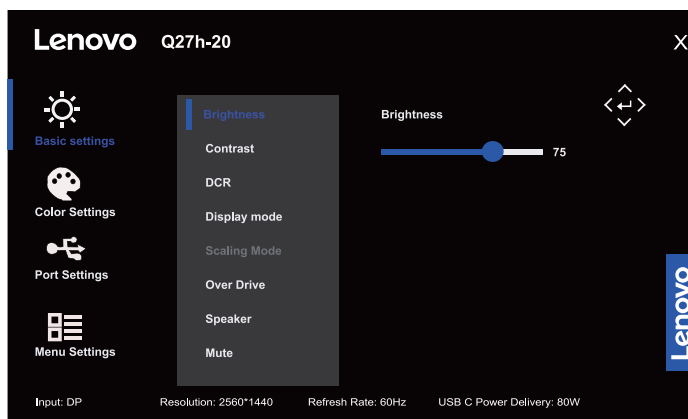 Lenovo Q27h-20 X
Basic settings
Color Settings
Port Settings
Menu Settings
Brightness
Contrast
DCR
Display mode
Scaling Mode
Over Drive
Speaker
Mute
Brightness
75
Lenovo
Input: DP Resolution: 2560*1440 Refresh Rate: 60Hz USB C Power Delivery: 80W